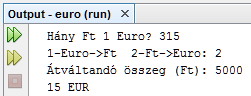 Output - euro (run)
Hány Ft 1 Euro? 315
1-Euro->Ft  2-Ft->Euro: 2
Átváltandó összeg (Ft): 5000
15 EUR